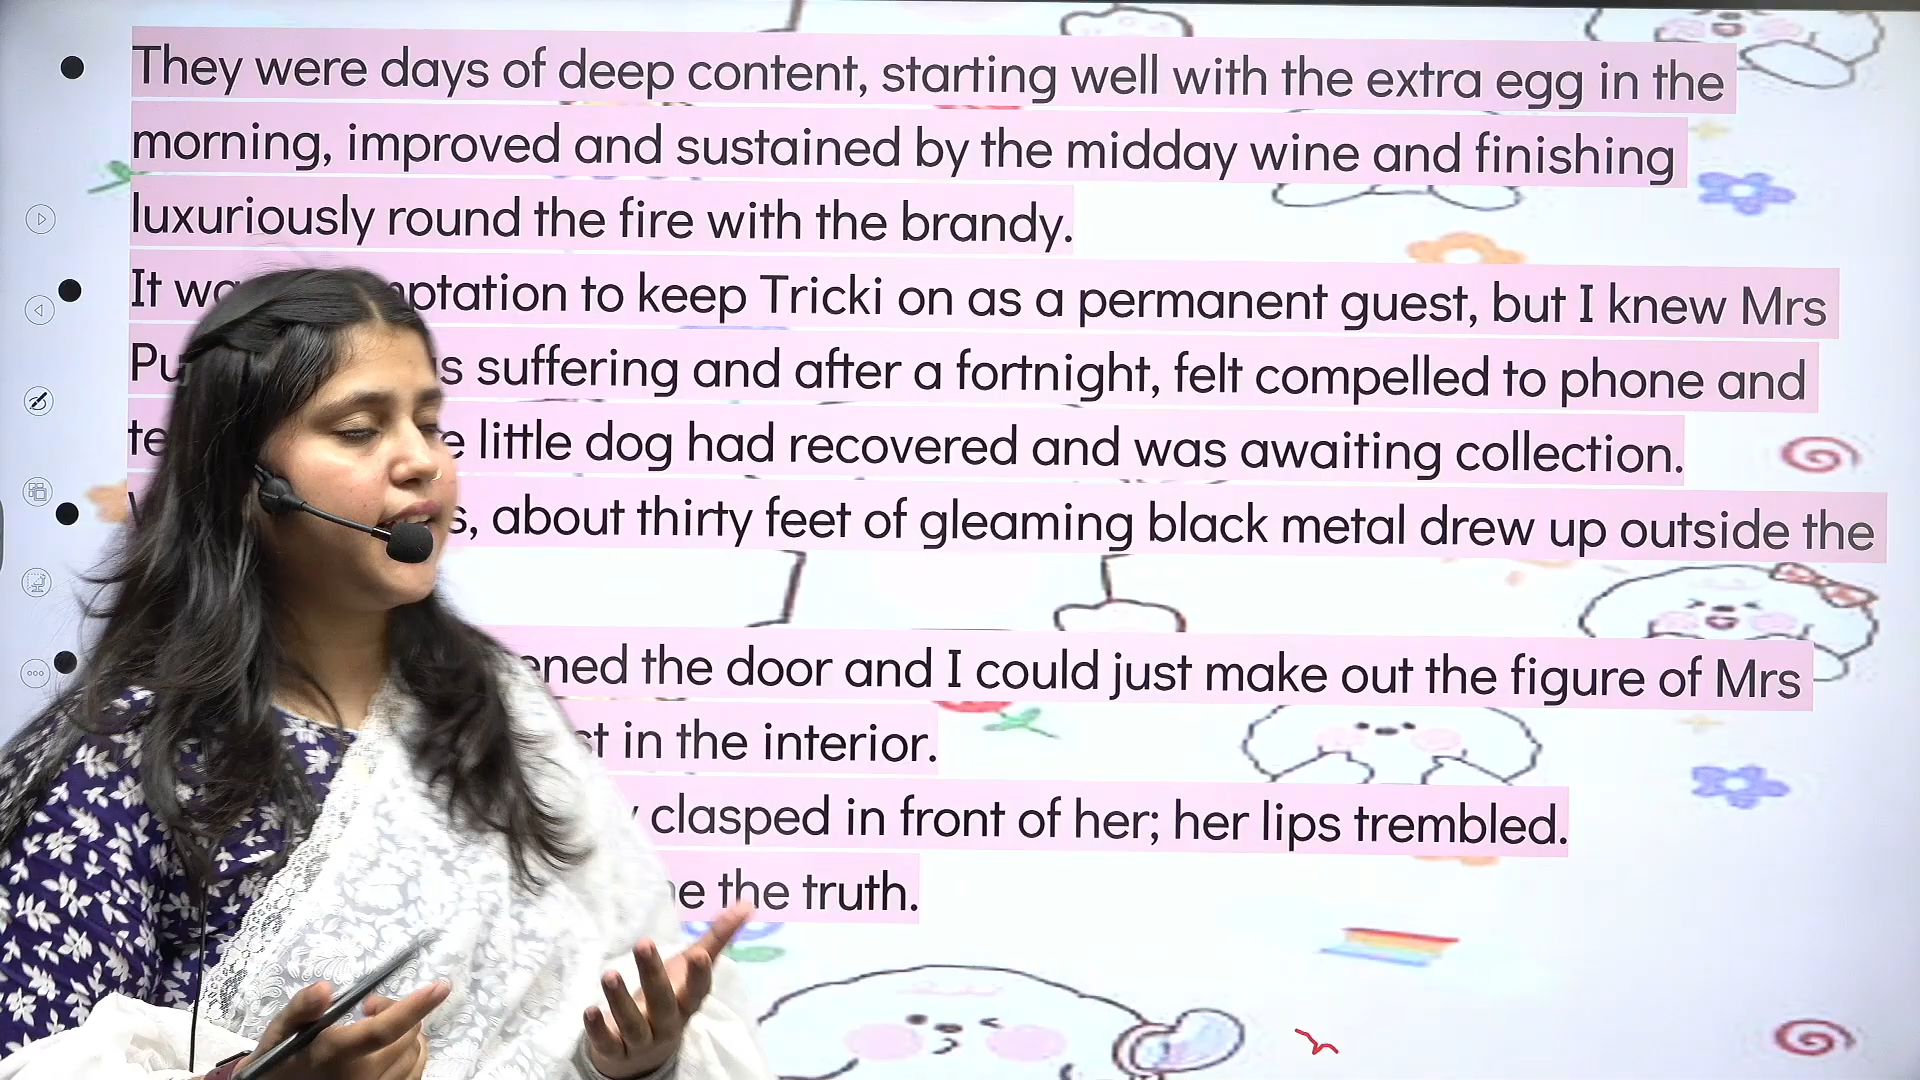 They were days of deep content, starting well with the extra egg in the
morning, improved and sustained by the midday wine and finishing
luxuriously round the fire with the brandy.
It to keep Tricki on as a permanent guest, but I knew Mrs
suffering and after a fortnight, felt compelled to phone and
little dog had recovered and was awaiting collection.
about thirty feet of gleaming black metal drew up outside the
the door and I could just make out the figure of Mrs
in the interior.
clasped in front of her; her lips trembled.
the truth.